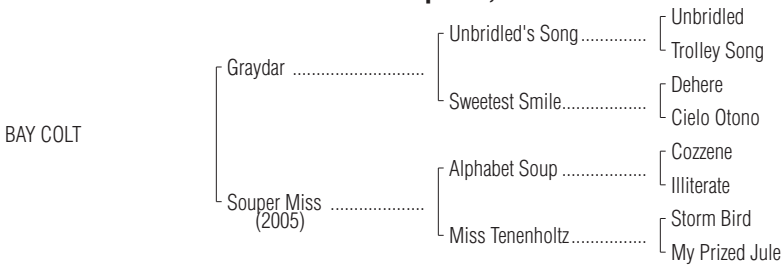 Unbridled
Unbridled's Song..............
Trolley Song
Graydar ............................
Dehere
Sweetest Smile..................
Cielo Otono
BAY COLT
Cozzene
Alphabet Soup ..................
Illiterate
Souper Miss ....................
(2005)
Storm Bird
Miss Tenenholtz................
My Prized Jule